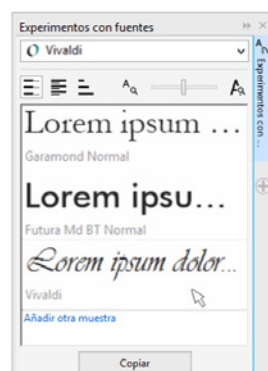 Experimentos con fuentes
Vivaldi
Lorem ipsum ...
Garamond Normal
Lorem ipsu...
Futura Md BT Normal
Lorem ipsum dolor...
Vivaldi
Añadir otra muestra
Copiar
Experimentos con ...